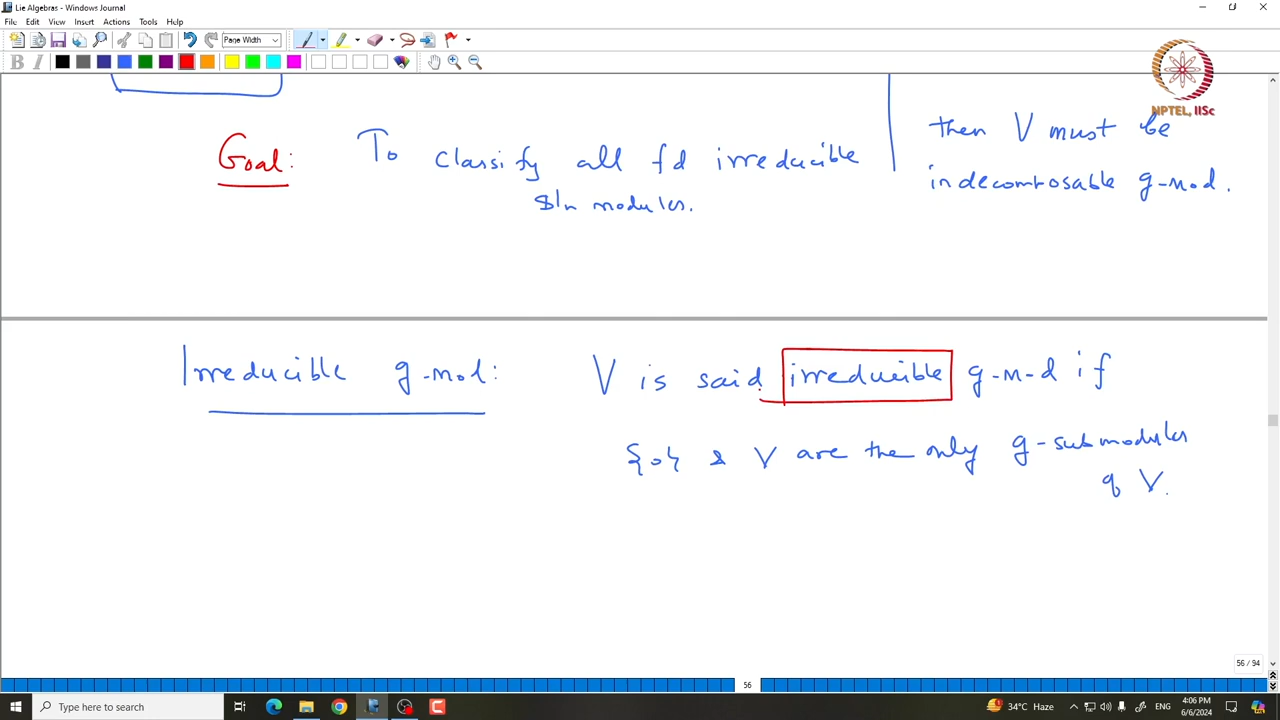 Lie Algebras - Windows Journal
File Edit View Insert Actions Tools Help
Page Width
B I
NPTEL, IISc
then V must be
indecomposable g-mod.
Goal: To classify all fd irreducible
sln modules.
Irreducible g-mod: V is said irreducible g-m-d if
{0} & V are the only g-submodules
of V.
56 / 94
56
Type here to search
34°C Haze
ENG
4:06 PM
6/6/2024